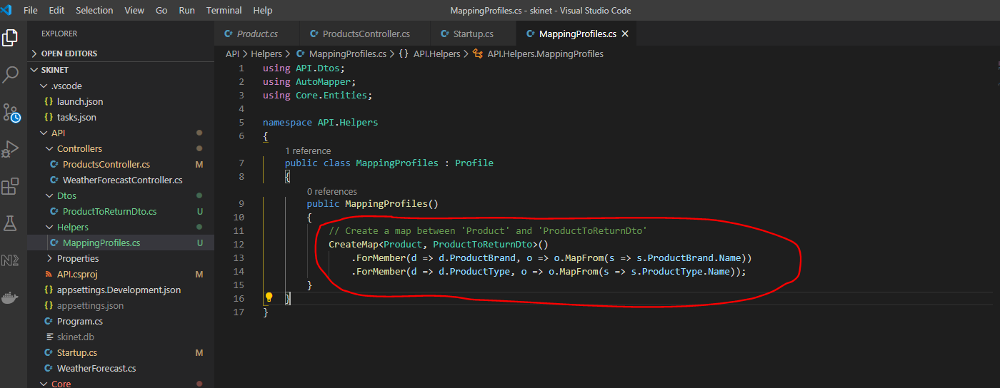 File Edit Selection View Go Run Terminal Help MappingProfiles.cs - skinet - Visual Studio Code
EXPLORER
OPEN EDITORS
SKINET
.vscode
{} launch.json
{} tasks.json
API
Controllers
C# ProductsController.cs M
C# WeatherForecastController.cs
Dtos
C# ProductToReturnDto.cs U
Helpers
C# MappingProfiles.cs U
Properties
API.csproj M
{} appsettings.Development.json
{} appsettings.json
C# Program.cs
skinet.db
C# Startup.cs M
C# WeatherForecast.cs
Core
C# Product.cs C# ProductsController.cs C# Startup.cs C# MappingProfiles.cs
API > Helpers > C# MappingProfiles.cs > {} API.Helpers > API.Helpers.MappingProfiles
1 using API.Dtos;
2 using AutoMapper;
3 using Core.Entities;
4
5 namespace API.Helpers
6 {
1 reference
7 public class MappingProfiles : Profile
8 {
0 references
9 public MappingProfiles()
10 {
11 // Create a map between 'Product' and 'ProductToReturnDto'
12 CreateMap<Product, ProductToReturnDto>()
13 .ForMember(d => d.ProductBrand, o => o.MapFrom(s => s.ProductBrand.Name))
14 .ForMember(d => d.ProductType, o => o.MapFrom(s => s.ProductType.Name));
15 }
16 }
17 }